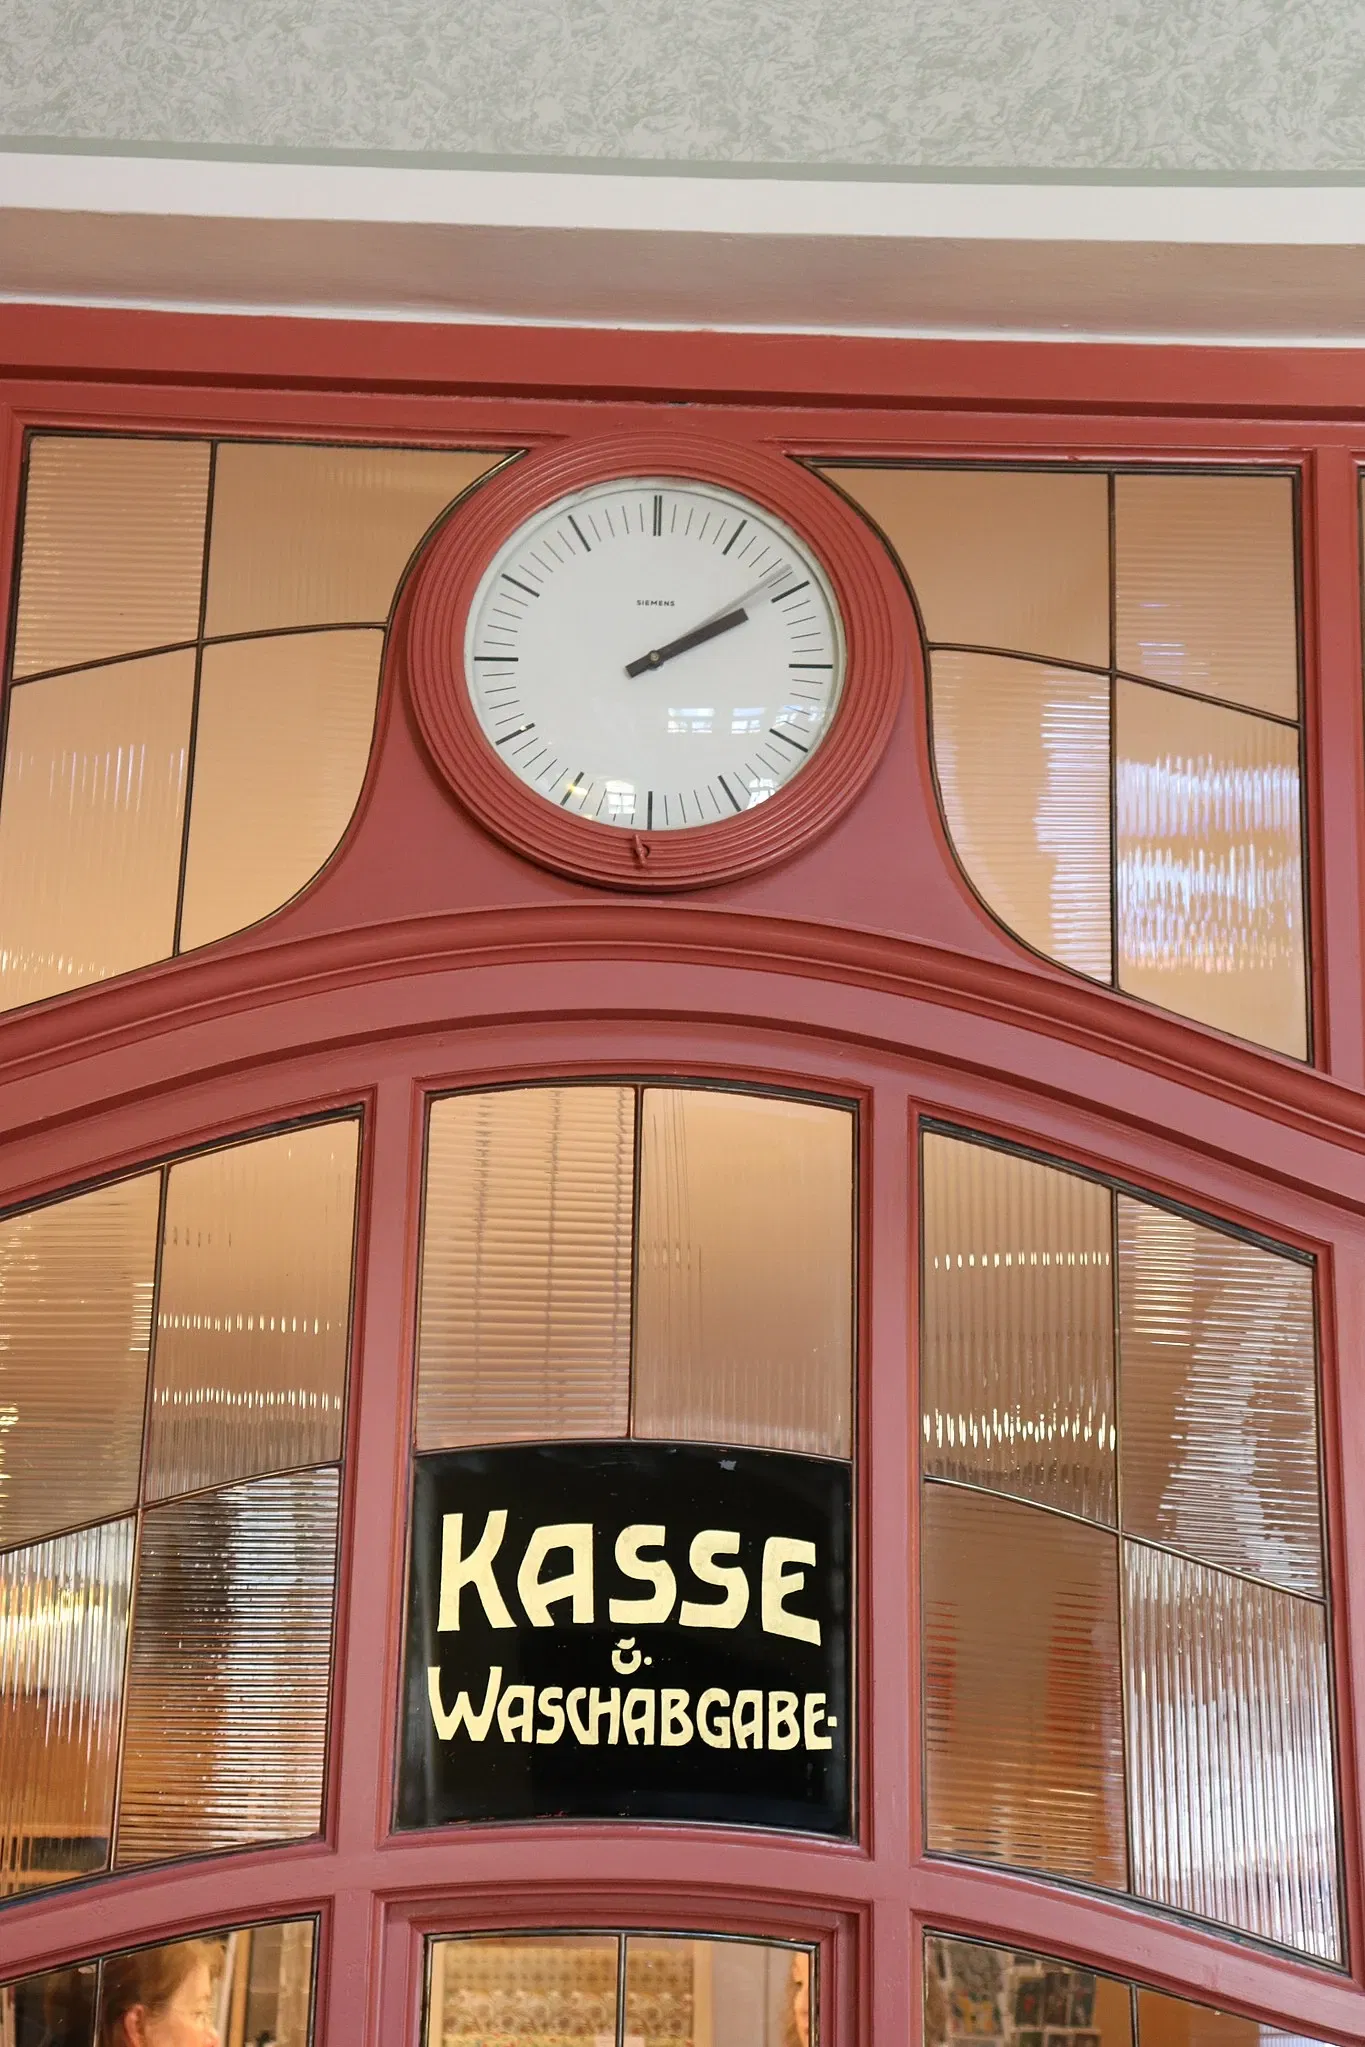 SIEMENS
KASSE
u.
WASCHABGABE·